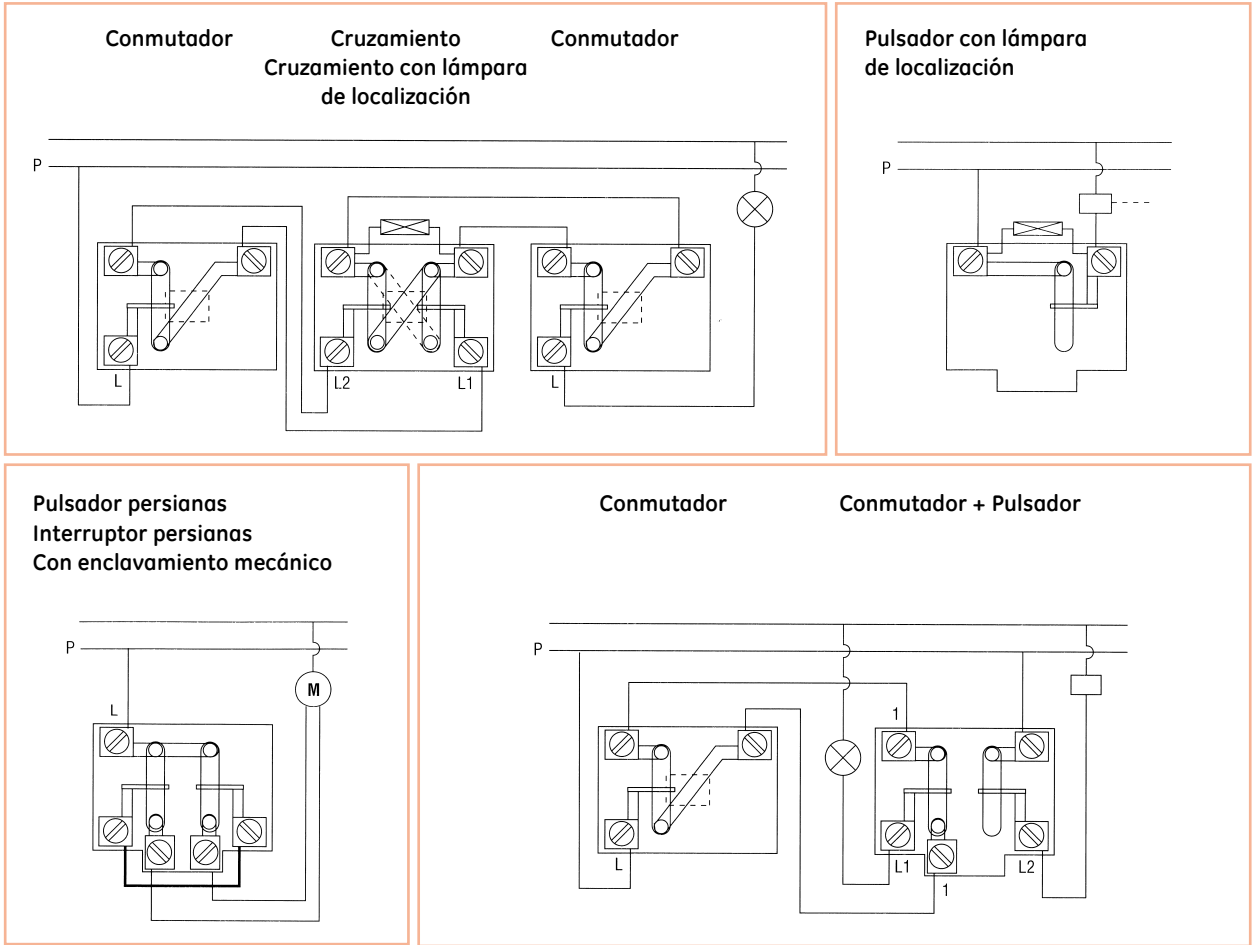 Conmutador
Cruzamiento
Cruzamiento con lámpara
de localización
Conmutador
P
L
L2
L1
L
Pulsador con lámpara
de localización
P
Pulsador persianas
Interruptor persianas
Con enclavamiento mecánico
P
M
L
Conmutador
Conmutador + Pulsador
P
1
L
L1
1
L2